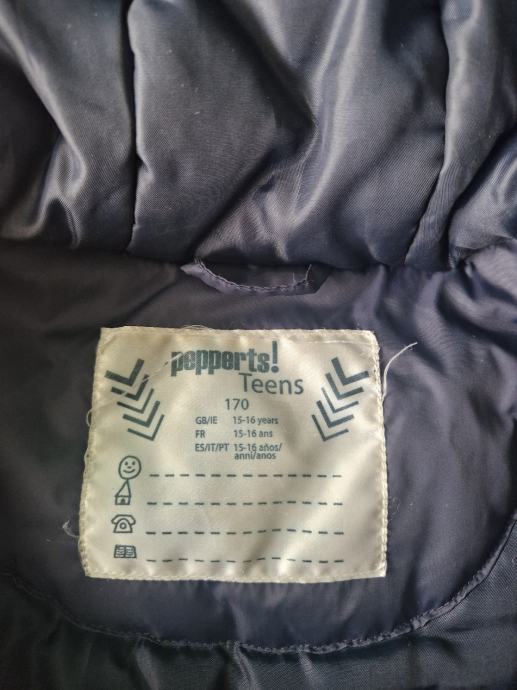 pepperts!
Teens
170
GB/IE 15-16 years
FR 15-16 ans
ES/IT/PT 15-16 años/
anni/anos